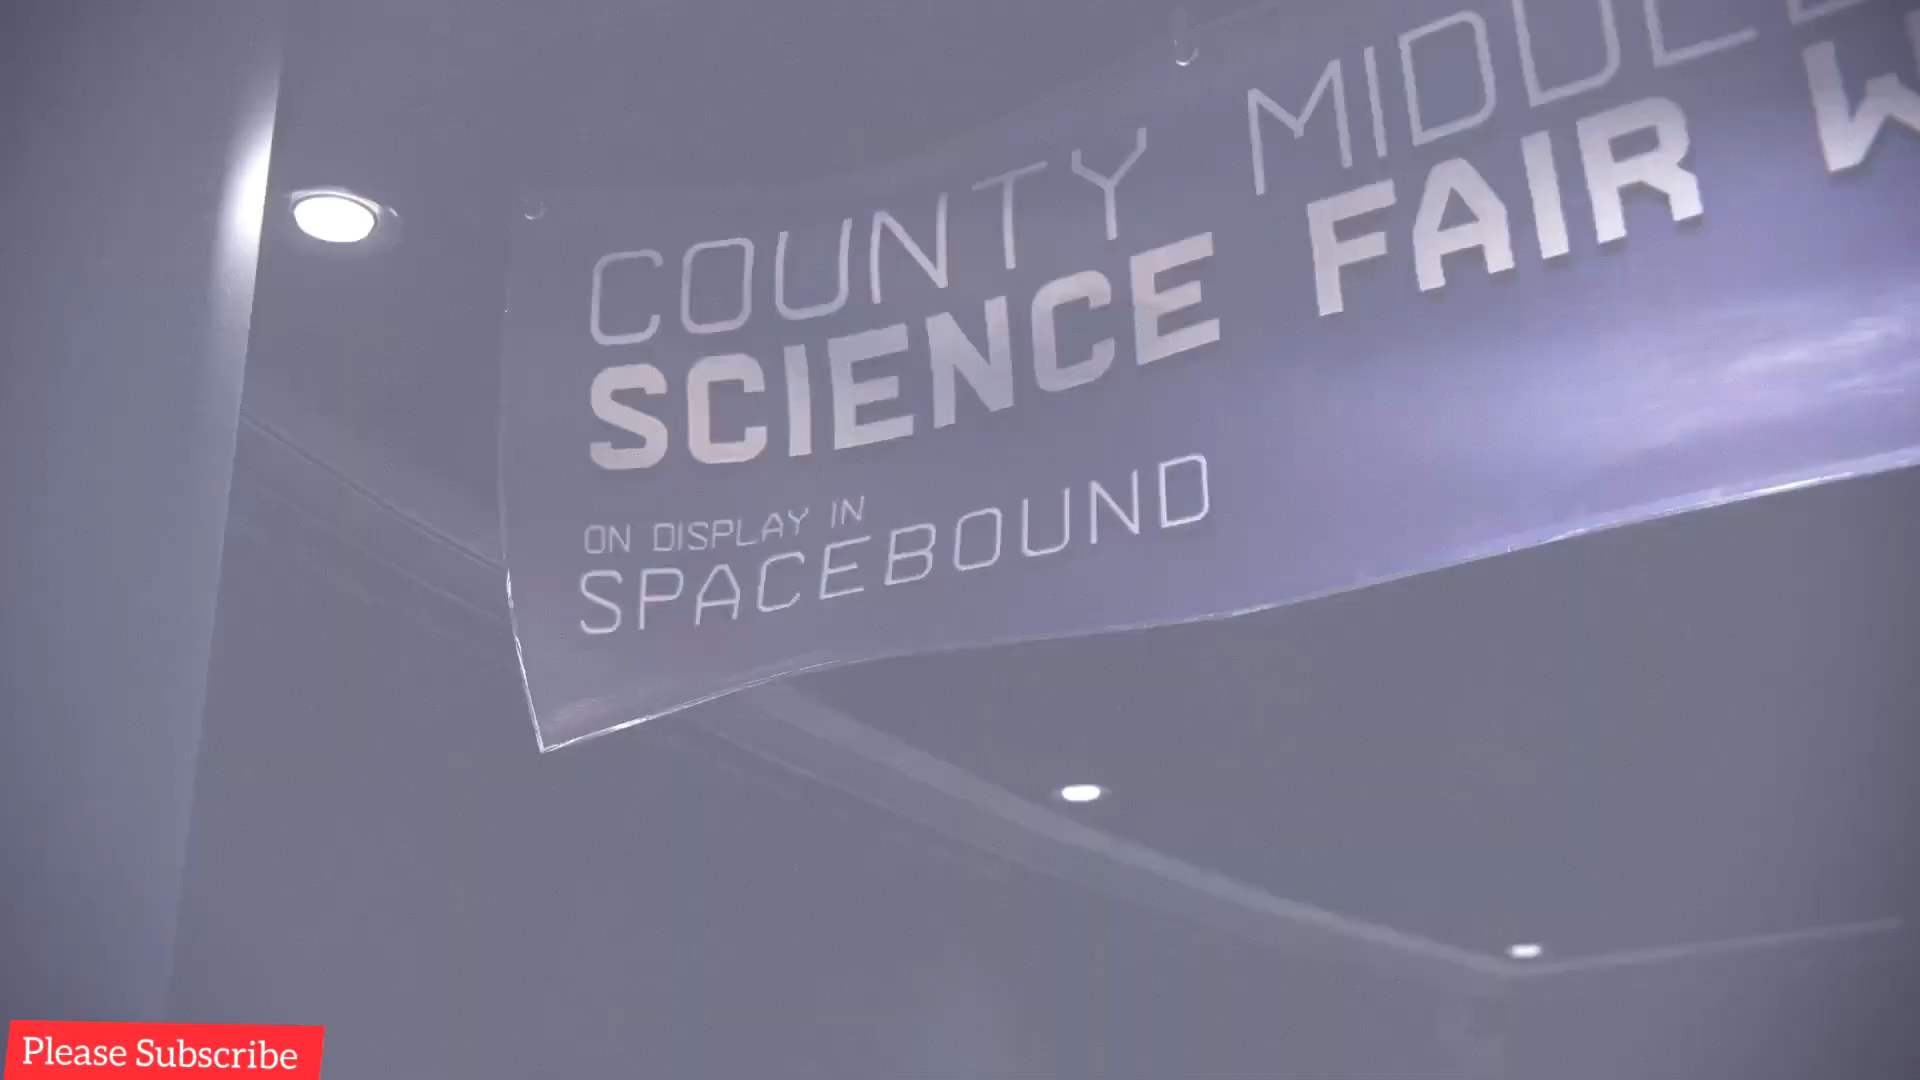 COUNTY
SCIENCE FAIR
ON DISPLAY IN
SPACEBOUND
Please Subscribe